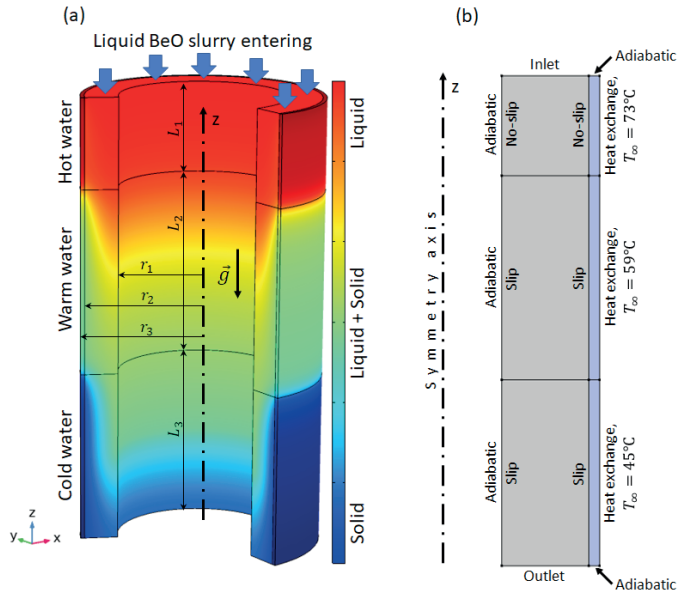 (a)
Liquid BeO slurry entering
Hot water
Warm water
Cold water
L₁
L₂
L₃
z
r₁
r₂
r₃
g⃗
Liquid
Liquid + Solid
Solid
z
y
x
(b)
Adiabatic
Inlet
z
Symmetry axis
Adiabatic
No-slip
No-slip
Heat exchange,
T∞ = 73°C
Adiabatic
Slip
Slip
Heat exchange,
T∞ = 59°C
Adiabatic
Slip
Slip
Heat exchange,
T∞ = 45°C
Outlet
Adiabatic